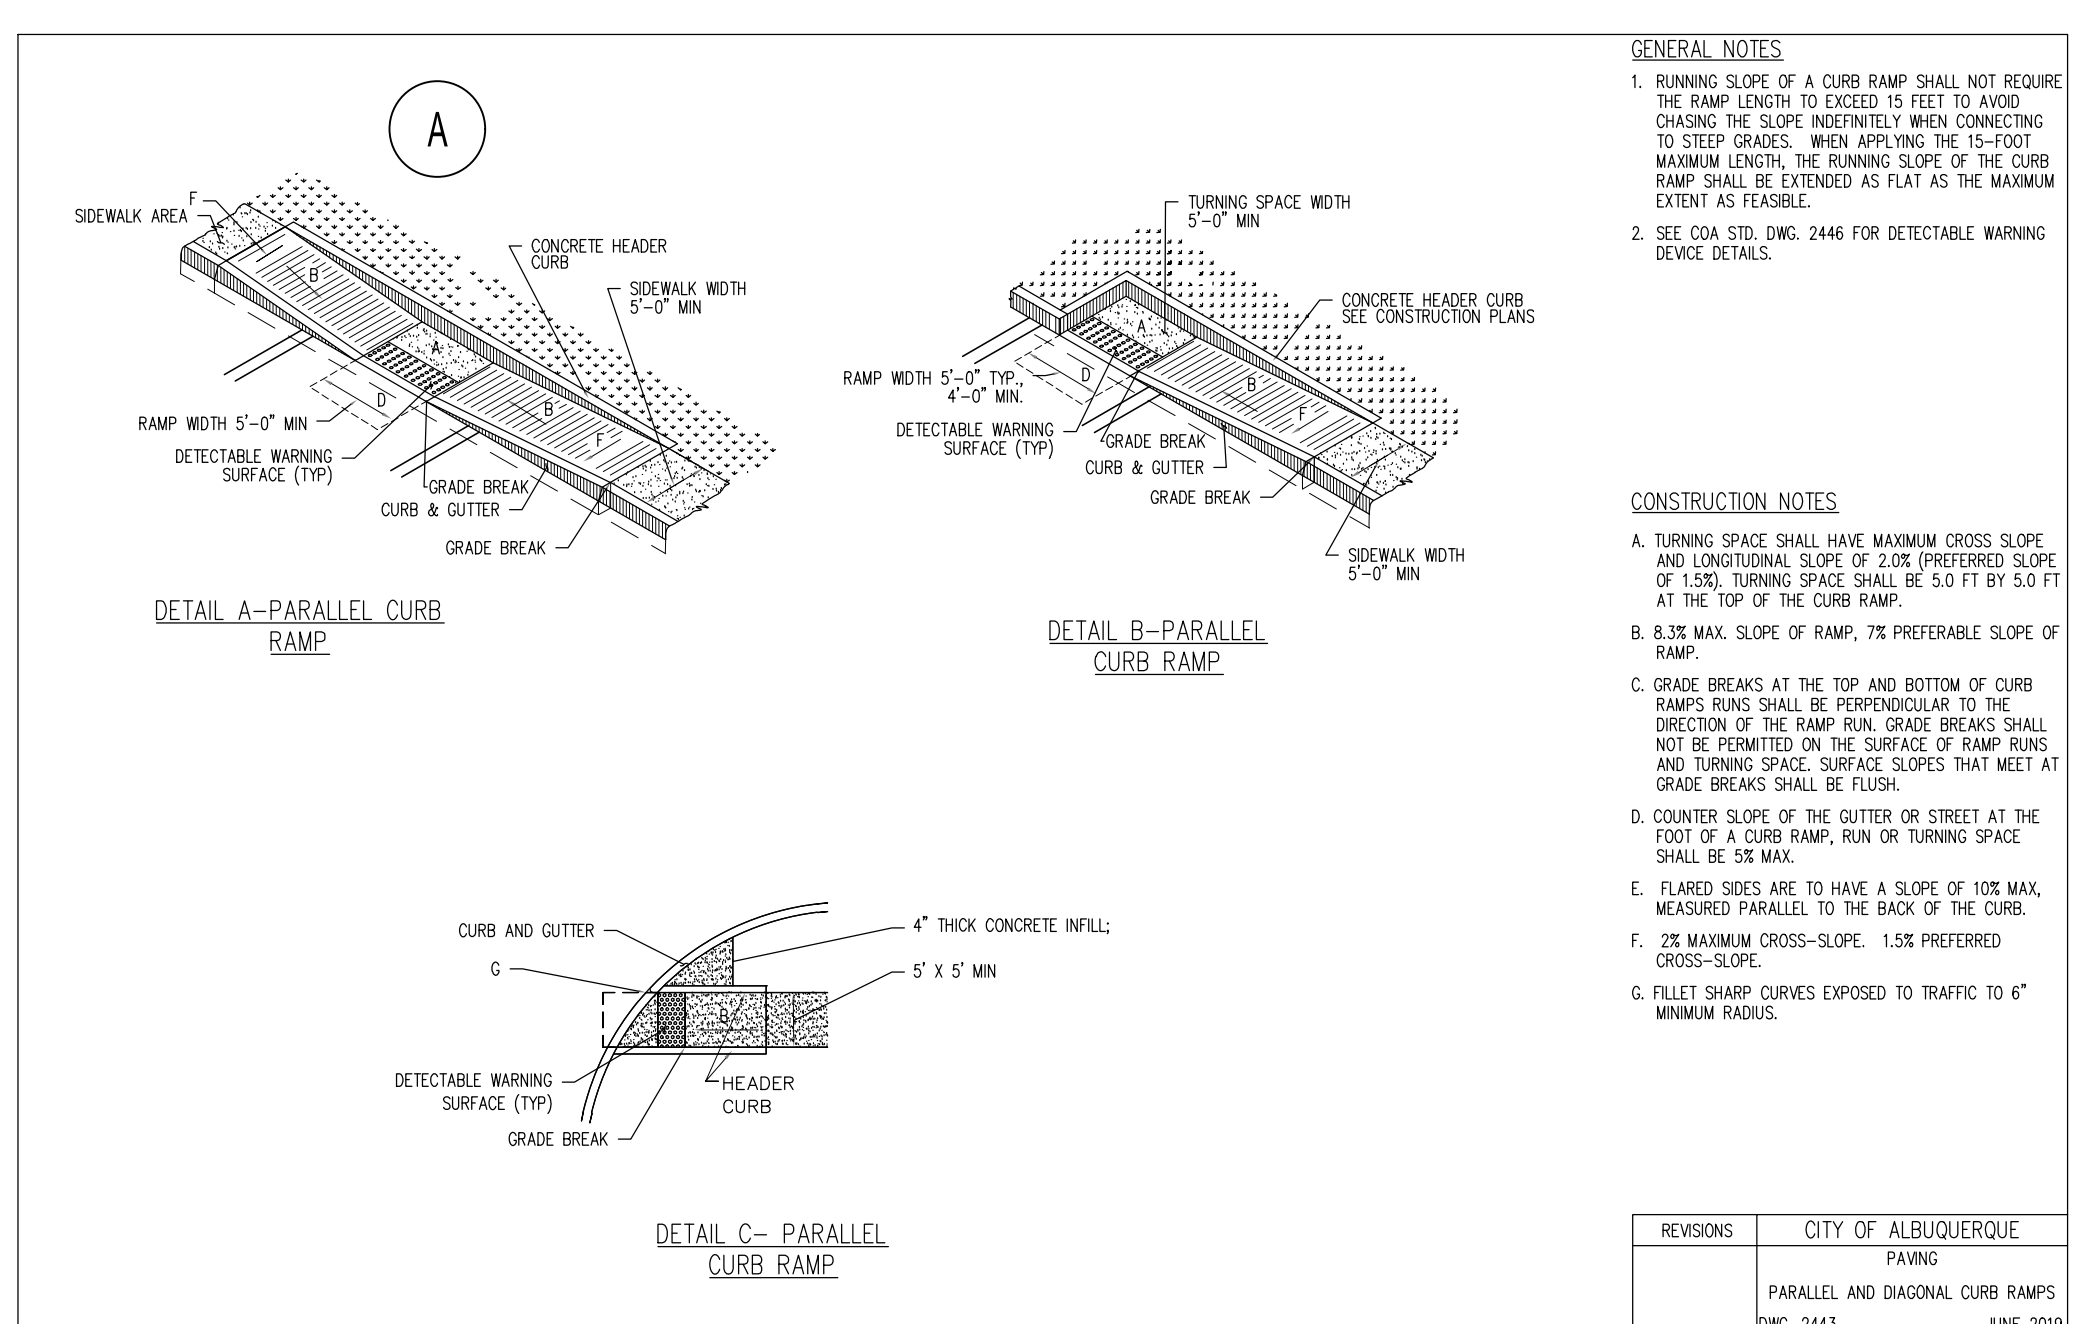 A
F
SIDEWALK AREA
B
CONCRETE HEADER
CURB
SIDEWALK WIDTH
5'-0" MIN
A
D
B
F
RAMP WIDTH 5'-0" MIN
DETECTABLE WARNING
SURFACE (TYP)
GRADE BREAK
CURB & GUTTER
GRADE BREAK
DETAIL A-PARALLEL CURB
RAMP
TURNING SPACE WIDTH
5'-0" MIN
CONCRETE HEADER CURB
SEE CONSTRUCTION PLANS
A
D
B
F
RAMP WIDTH 5'-0" TYP.,
4'-0" MIN.
DETECTABLE WARNING
SURFACE (TYP)
GRADE BREAK
CURB & GUTTER
GRADE BREAK
SIDEWALK WIDTH
5'-0" MIN
DETAIL B-PARALLEL
CURB RAMP
CURB AND GUTTER
G
4" THICK CONCRETE INFILL;
5' X 5' MIN
B
DETECTABLE WARNING
SURFACE (TYP)
HEADER
CURB
GRADE BREAK
DETAIL C- PARALLEL
CURB RAMP
GENERAL NOTES
1. RUNNING SLOPE OF A CURB RAMP SHALL NOT REQUIRE
THE RAMP LENGTH TO EXCEED 15 FEET TO AVOID
CHASING THE SLOPE INDEFINITELY WHEN CONNECTING
TO STEEP GRADES. WHEN APPLYING THE 15-FOOT
MAXIMUM LENGTH, THE RUNNING SLOPE OF THE CURB
RAMP SHALL BE EXTENDED AS FLAT AS THE MAXIMUM
EXTENT AS FEASIBLE.
2. SEE COA STD. DWG. 2446 FOR DETECTABLE WARNING
DEVICE DETAILS.
CONSTRUCTION NOTES
A. TURNING SPACE SHALL HAVE MAXIMUM CROSS SLOPE
AND LONGITUDINAL SLOPE OF 2.0% (PREFERRED SLOPE
OF 1.5%). TURNING SPACE SHALL BE 5.0 FT BY 5.0 FT
AT THE TOP OF THE CURB RAMP.
B. 8.3% MAX. SLOPE OF RAMP, 7% PREFERABLE SLOPE OF
RAMP.
C. GRADE BREAKS AT THE TOP AND BOTTOM OF CURB
RAMPS RUNS SHALL BE PERPENDICULAR TO THE
DIRECTION OF THE RAMP RUN. GRADE BREAKS SHALL
NOT BE PERMITTED ON THE SURFACE OF RAMP RUNS
AND TURNING SPACE. SURFACE SLOPES THAT MEET AT
GRADE BREAKS SHALL BE FLUSH.
D. COUNTER SLOPE OF THE GUTTER OR STREET AT THE
FOOT OF A CURB RAMP, RUN OR TURNING SPACE
SHALL BE 5% MAX.
E. FLARED SIDES ARE TO HAVE A SLOPE OF 10% MAX,
MEASURED PARALLEL TO THE BACK OF THE CURB.
F. 2% MAXIMUM CROSS-SLOPE. 1.5% PREFERRED
CROSS-SLOPE.
G. FILLET SHARP CURVES EXPOSED TO TRAFFIC TO 6"
MINIMUM RADIUS.
REVISIONS
CITY OF ALBUQUERQUE
PAVING
PARALLEL AND DIAGONAL CURB RAMPS
DWG. 2443 JUNE 2019